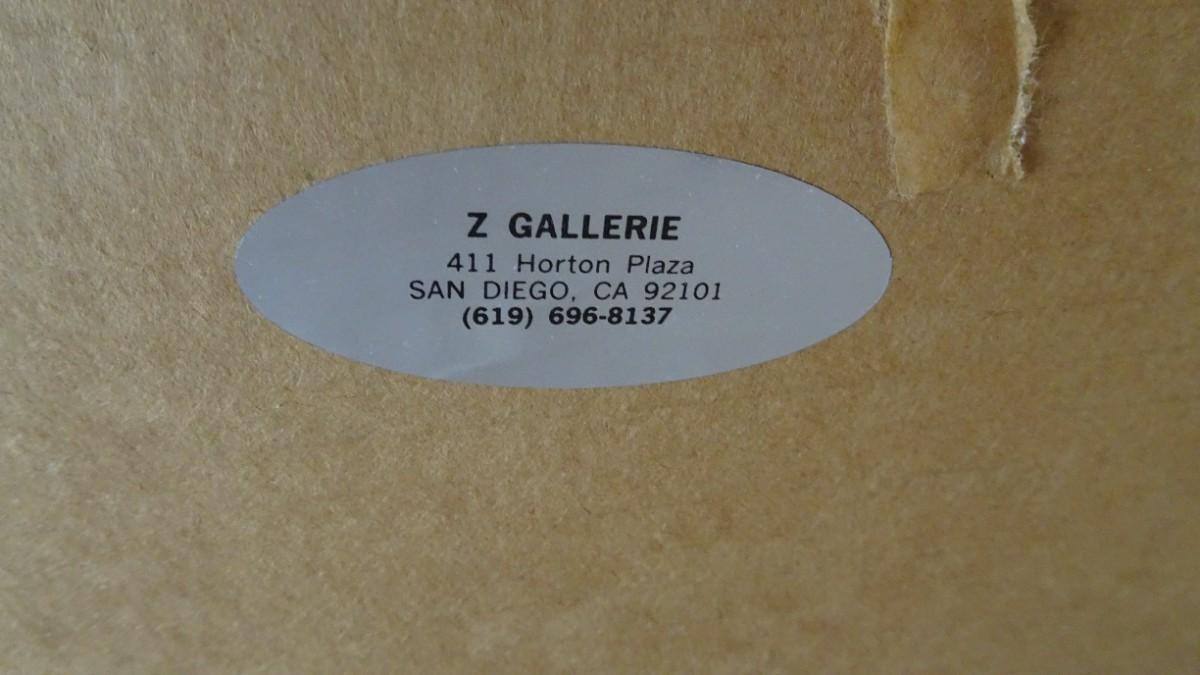 Z GALLERIE
411 Horton Plaza
SAN DIEGO, CA 92101
(619) 696-8137